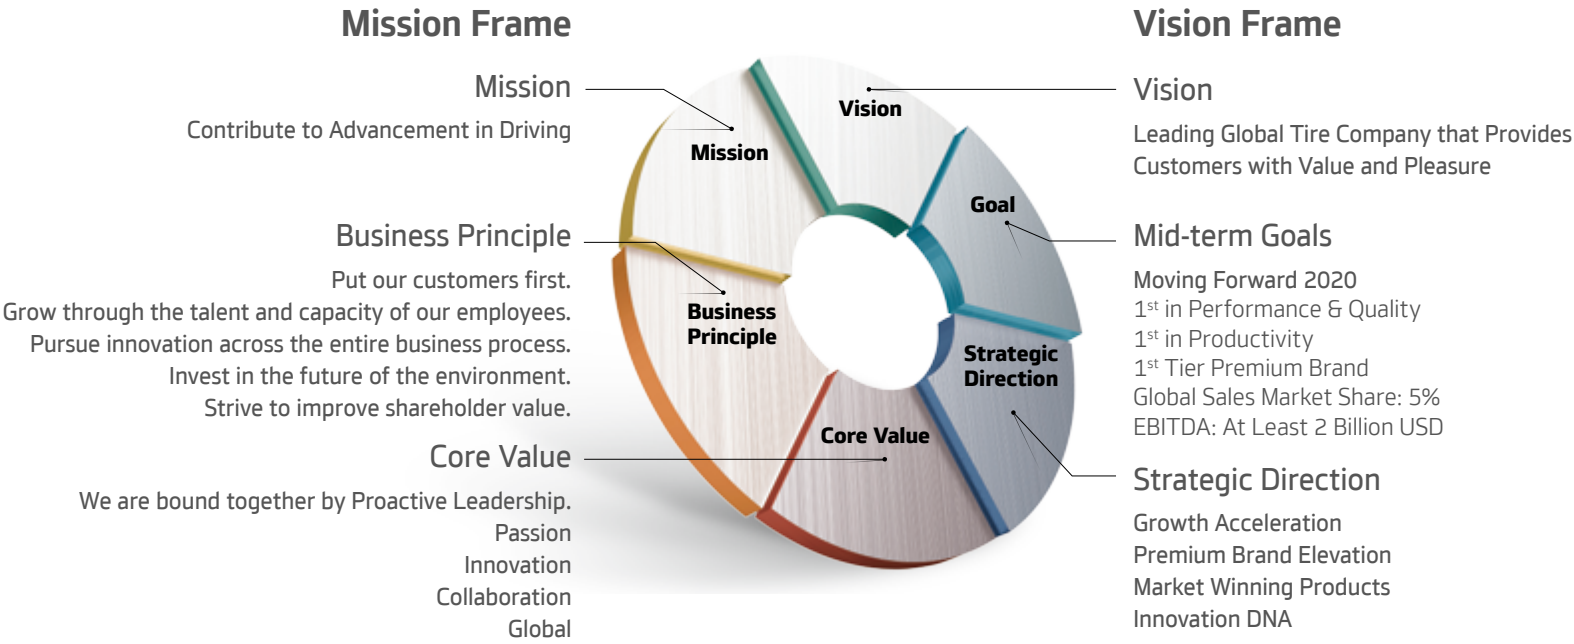 Mission Frame
Mission
Contribute to Advancement in Driving
Business Principle
Put our customers first.
Grow through the talent and capacity of our employees.
Pursue innovation across the entire business process.
Invest in the future of the environment.
Strive to improve shareholder value.
Core Value
We are bound together by Proactive Leadership.
Passion
Innovation
Collaboration
Global
Vision
Mission
Goal
Business
Principle
Strategic
Direction
Core Value
Vision Frame
Vision
Leading Global Tire Company that Provides
Customers with Value and Pleasure
Mid-term Goals
Moving Forward 2020
1st in Performance & Quality
1st in Productivity
1st Tier Premium Brand
Global Sales Market Share: 5%
EBITDA: At Least 2 Billion USD
Strategic Direction
Growth Acceleration
Premium Brand Elevation
Market Winning Products
Innovation DNA